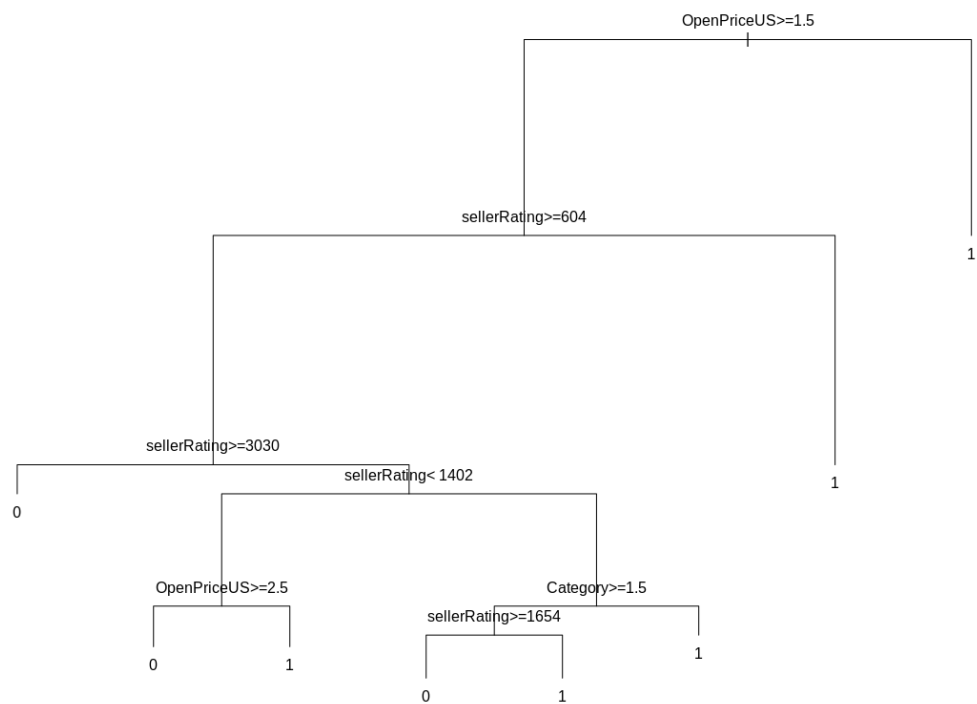 OpenPriceUS>=1.5
sellerRating>=604
1
sellerRating>=3030
sellerRating< 1402
1
0
OpenPriceUS>=2.5
Category>=1.5
sellerRating>=1654
1
0
1
0
1